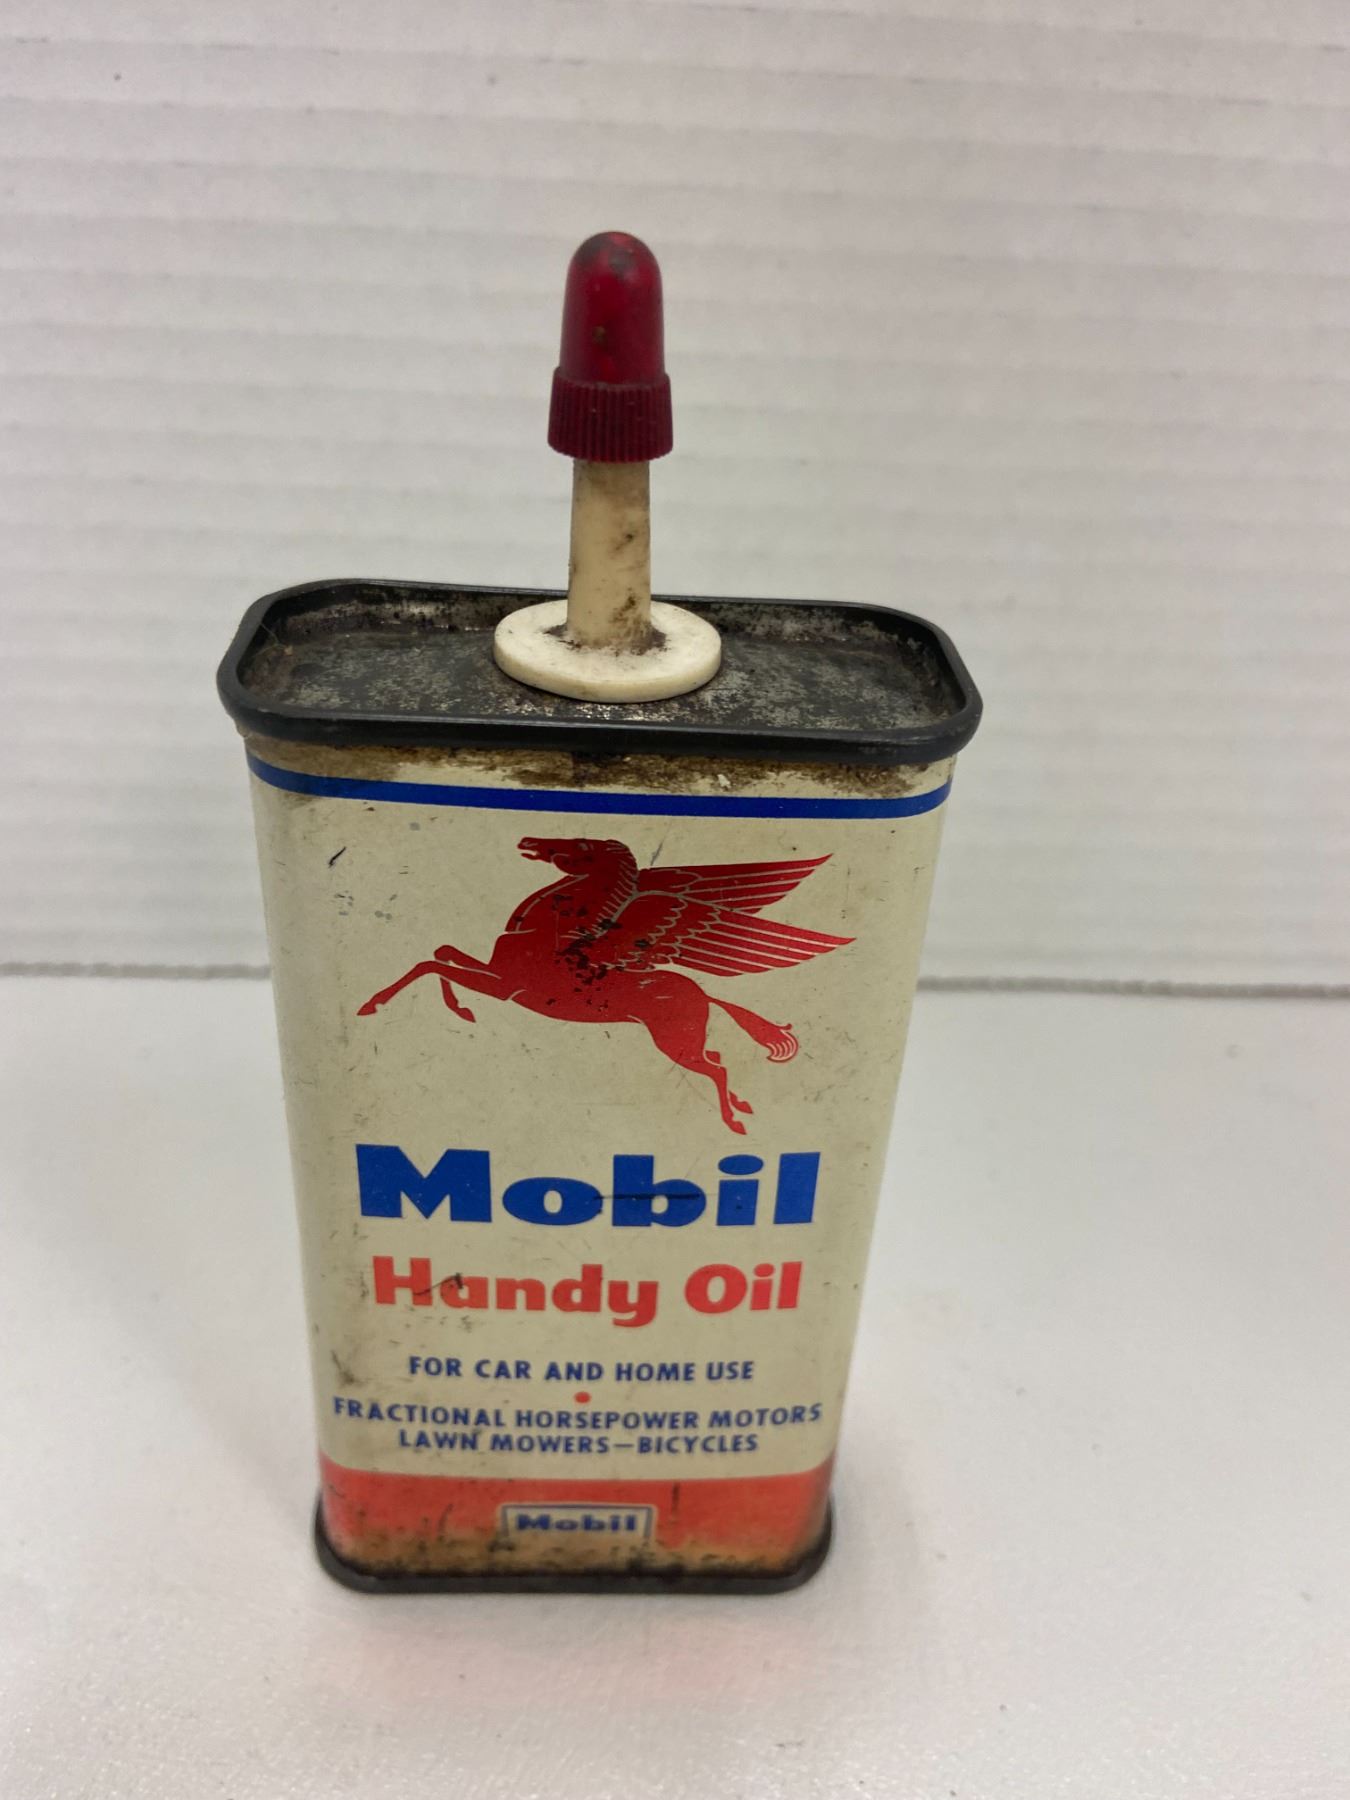 Mobil
Handy Oil
FOR CAR AND HOME USE
FRACTIONAL HORSEPOWER MOTORS
LAWN MOWERS—BICYCLES
Mobil